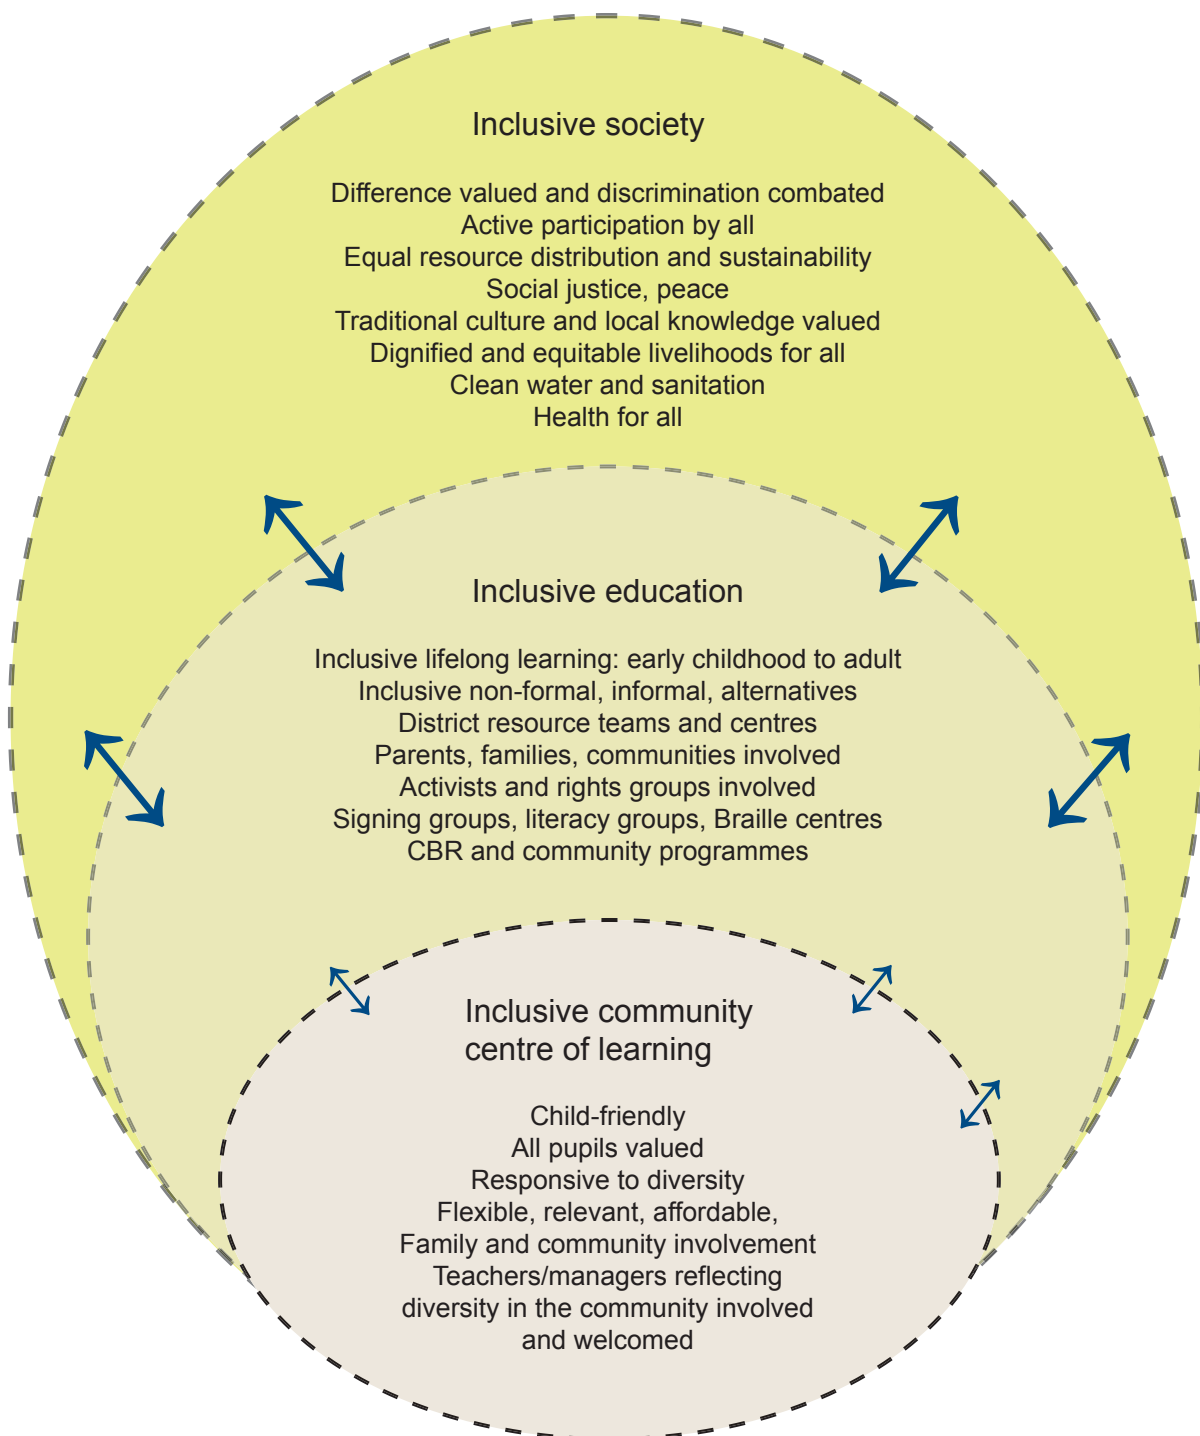 Inclusive society
Difference valued and discrimination combated
Active participation by all
Equal resource distribution and sustainability
Social justice, peace
Traditional culture and local knowledge valued
Dignified and equitable livelihoods for all
Clean water and sanitation
Health for all
Inclusive education
Inclusive lifelong learning: early childhood to adult
Inclusive non-formal, informal, alternatives
District resource teams and centres
Parents, families, communities involved
Activists and rights groups involved
Signing groups, literacy groups, Braille centres
CBR and community programmes
Inclusive community
centre of learning
Child-friendly
All pupils valued
Responsive to diversity
Flexible, relevant, affordable,
Family and community involvement
Teachers/managers reflecting
diversity in the community involved
and welcomed